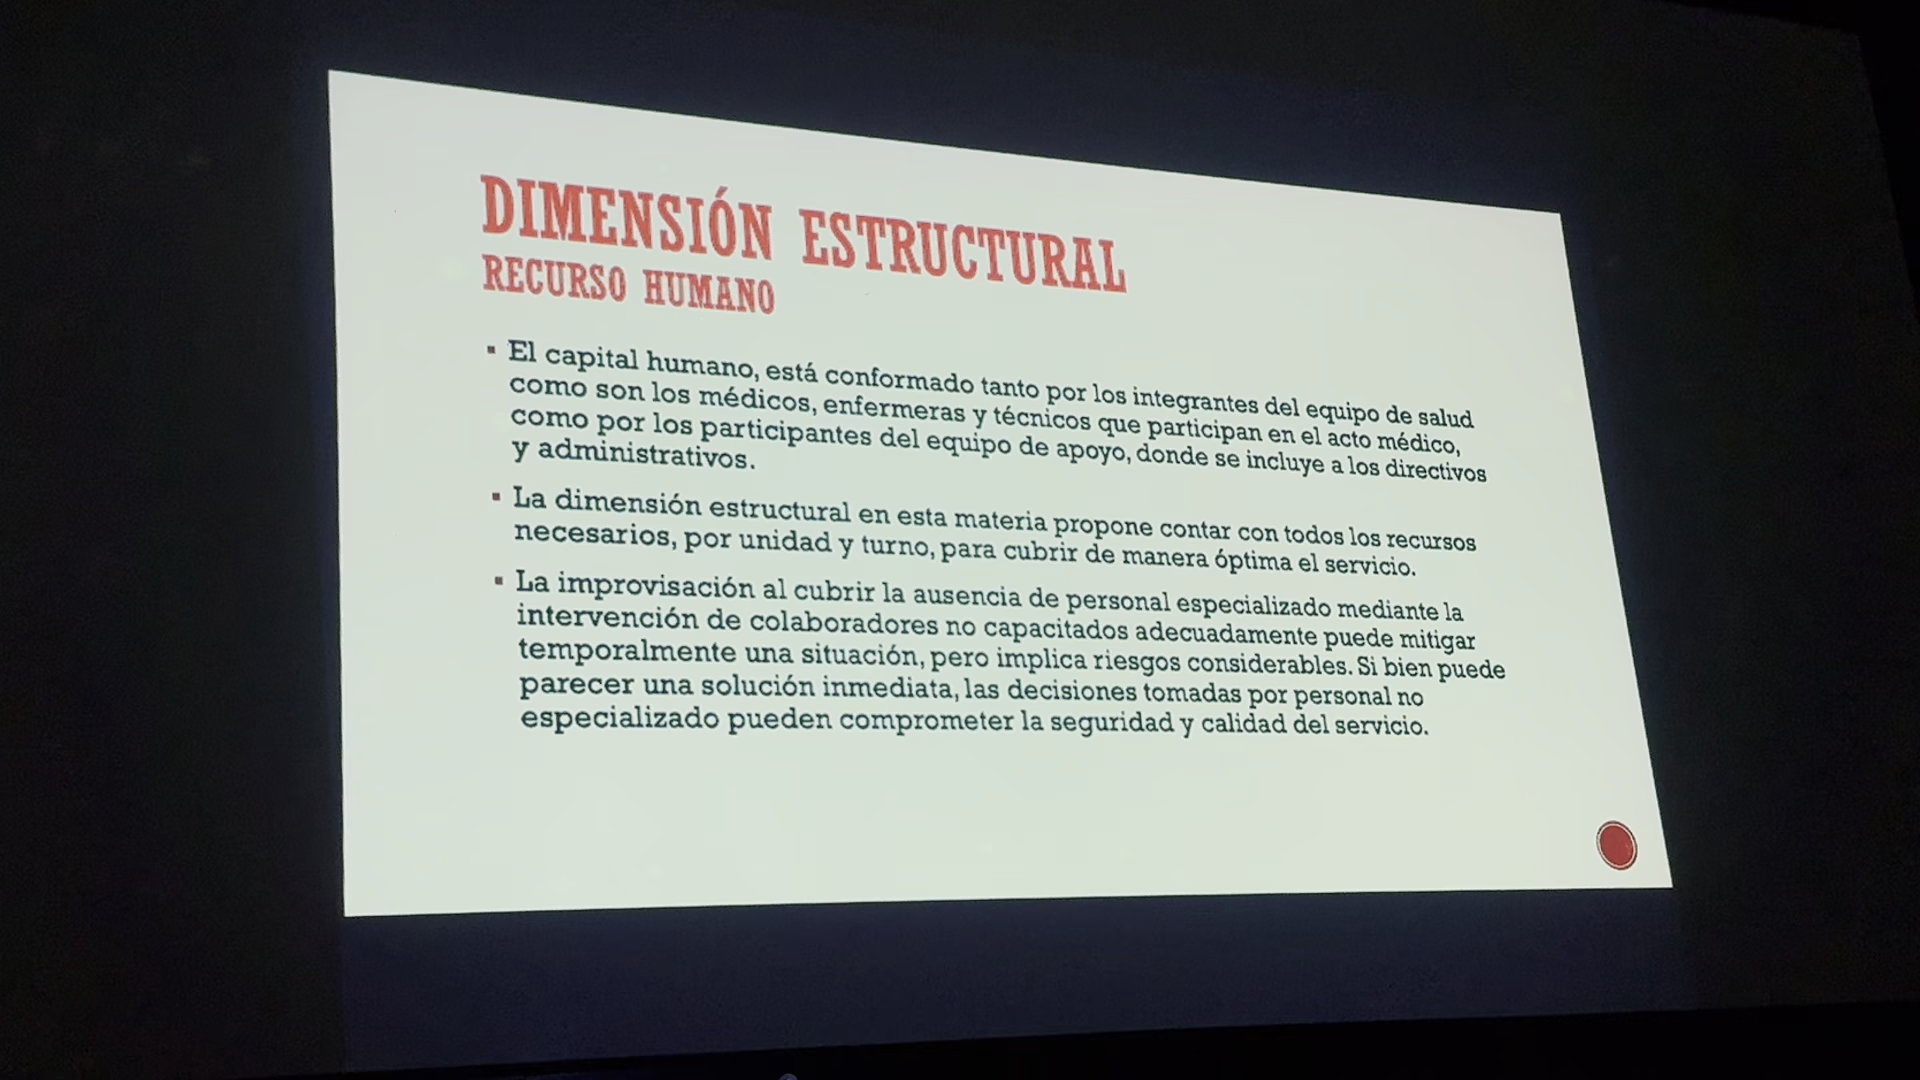 DIMENSIÓN ESTRUCTURAL
RECURSO HUMANO
▪ El capital humano, está conformado tanto por los integrantes del equipo de salud
como son los médicos, enfermeras y técnicos que participan en el acto médico,
como por los participantes del equipo de apoyo, donde se incluye a los directivos
y administrativos.
▪ La dimensión estructural en esta materia propone contar con todos los recursos
necesarios, por unidad y turno, para cubrir de manera óptima el servicio.
▪ La improvisación al cubrir la ausencia de personal especializado mediante la
intervención de colaboradores no capacitados adecuadamente puede mitigar
temporalmente una situación, pero implica riesgos considerables. Si bien puede
parecer una solución inmediata, las decisiones tomadas por personal no
especializado pueden comprometer la seguridad y calidad del servicio.